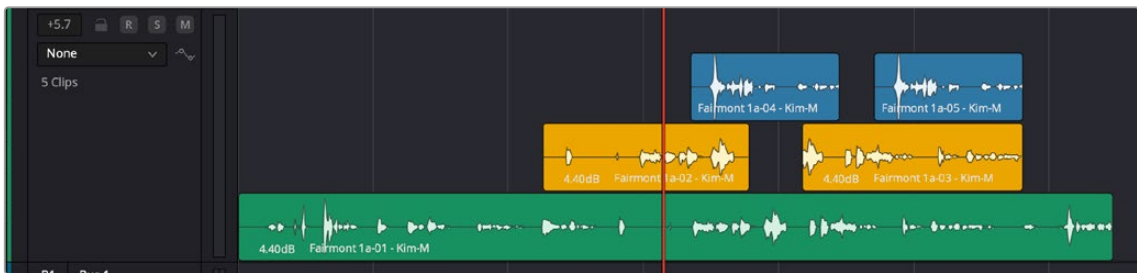 +5.7 R S M
None
5 Clips
Fairmont 1a-04 - Kim-M
Fairmont 1a-05 - Kim-M
4.40dB Fairmont 1a-02 - Kim-M
4.40dB Fairmont 1a-03 - Kim-M
4.40dB Fairmont 1a-01 - Kim-M